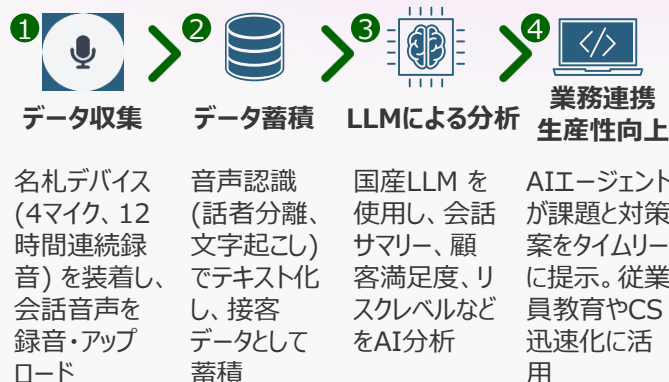 1
2
3
4
</>
データ収集
データ蓄積
LLMによる分析
業務連携
生産性向上
名札デバイス
(4マイク、12
時間連続録
音) を装着し、
会話音声を
録音・アップ
ロード
音声認識
(話者分離、
文字起こし)
でテキスト化
し、接客
データとして
蓄積
国産LLM を
使用し、会話
サマリー、顧
客満足度、リ
スクレベルなど
をAI分析
AIエージェント
が課題と対策
案をタイムリー
に提示。従業
員教育やCS
迅速化に活
用